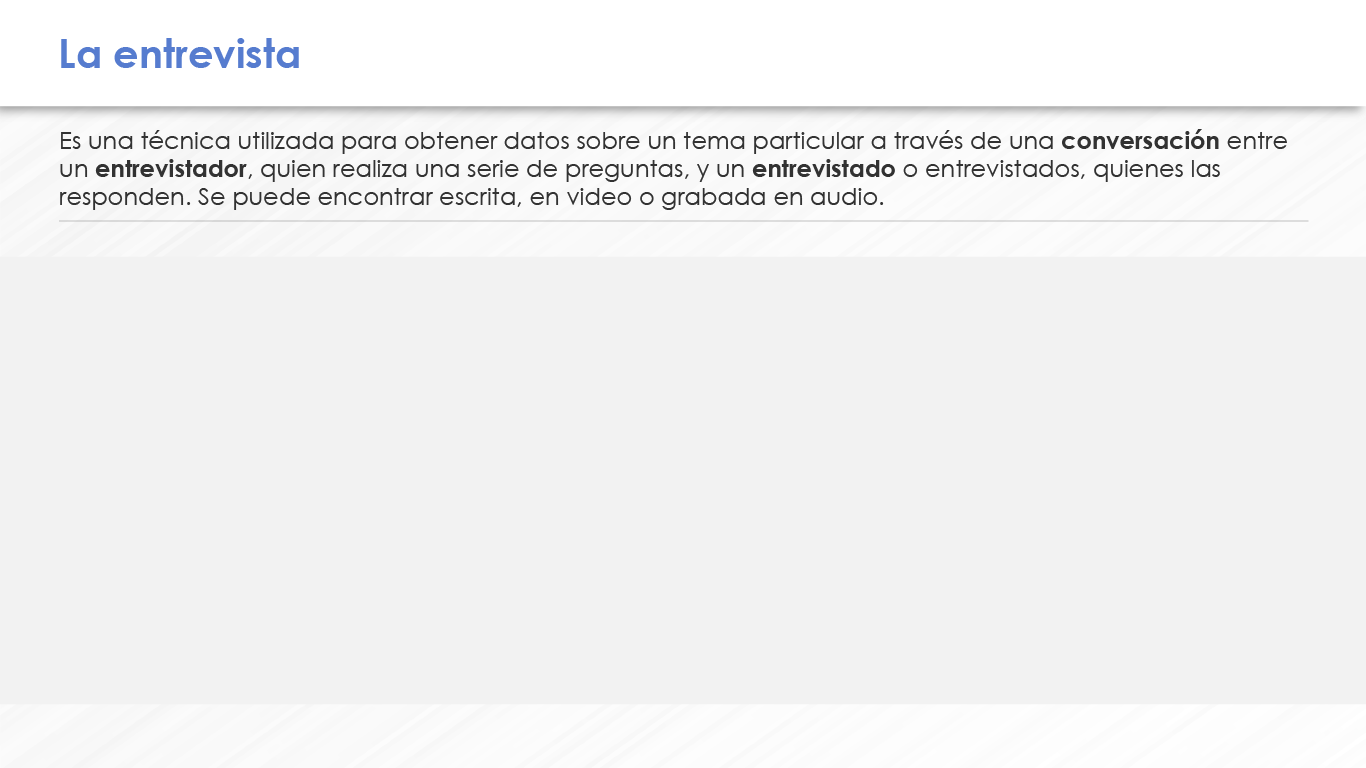 La entrevista
Es una técnica utilizada para obtener datos sobre un tema particular a través de una conversación entre
un entrevistador, quien realiza una serie de preguntas, y un entrevistado o entrevistados, quienes las
responden. Se puede encontrar escrita, en video o grabada en audio.